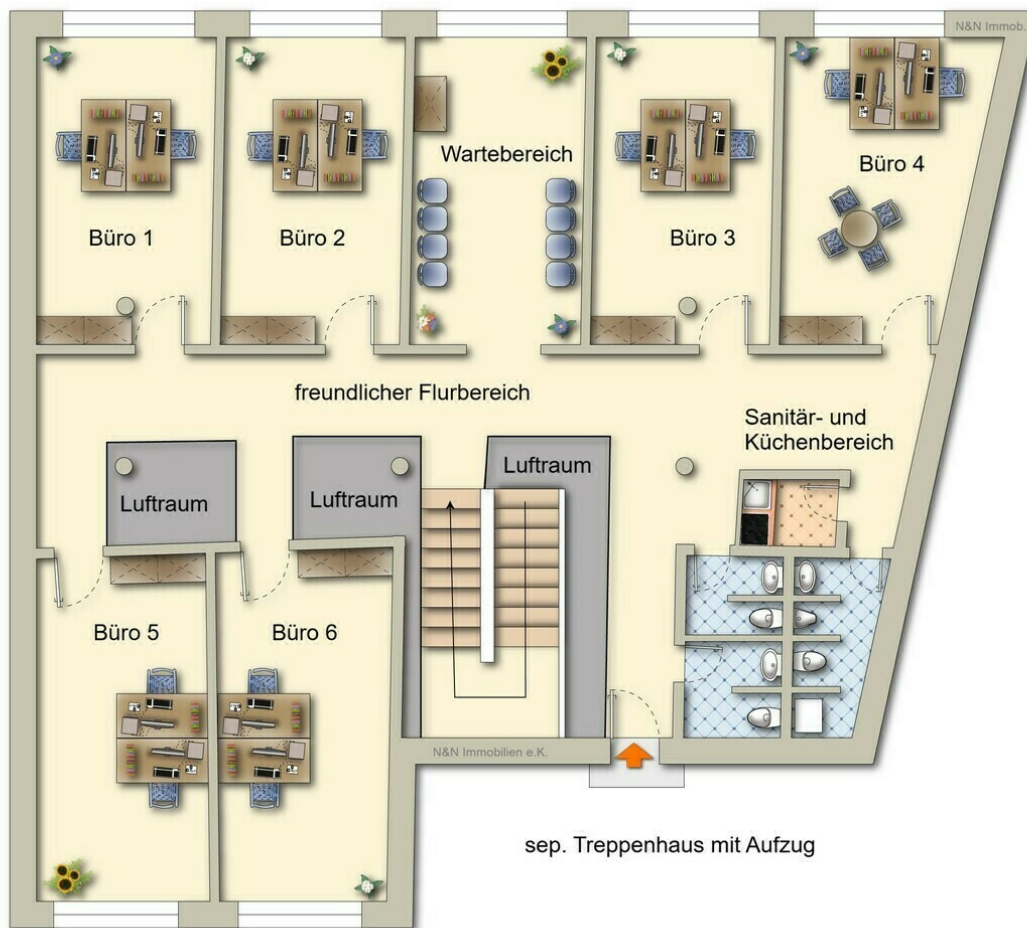 N&N Immob.
Wartebereich
Büro 4
Büro 1
Büro 2
Büro 3
freundlicher Flurbereich
Sanitär- und
Küchenbereich
Luftraum
Luftraum
Luftraum
Büro 5
Büro 6
N&N Immobilien e.K.
sep. Treppenhaus mit Aufzug